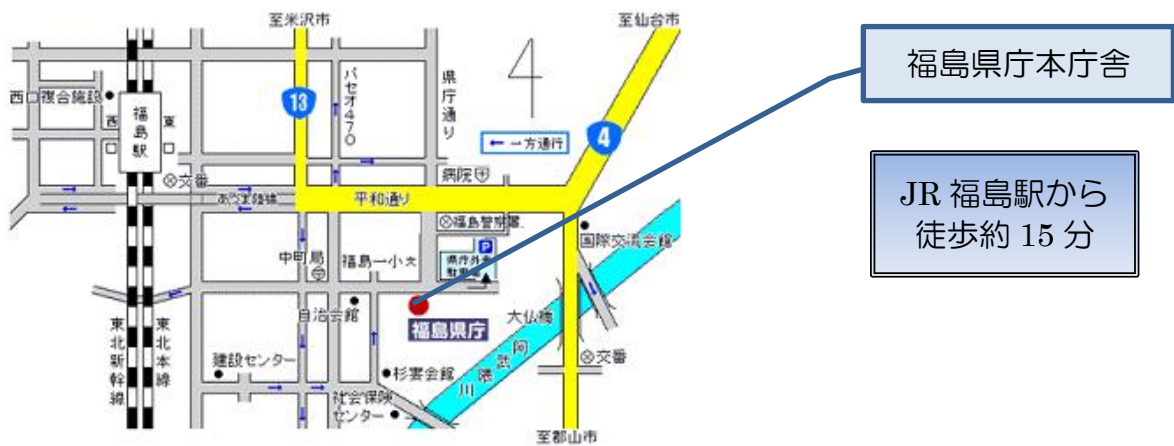 至米沢市
至仙台市
福島県庁本庁舎
JR 福島駅から
徒歩約 15 分
13
パセオ470
県庁通り
4
一方通行
西口
複合施設
西
東
福島駅
交番
病院
あづま陸橋
平和通り
福島警察署
P
国際交流会館
中町局
福島一小
文
県庁外来
自治会館
福島県庁
大仏橋
東北新幹線
東北本線
建設センター
杉妻会館
阿武隈川
交番
社会保険
センター
至郡山市